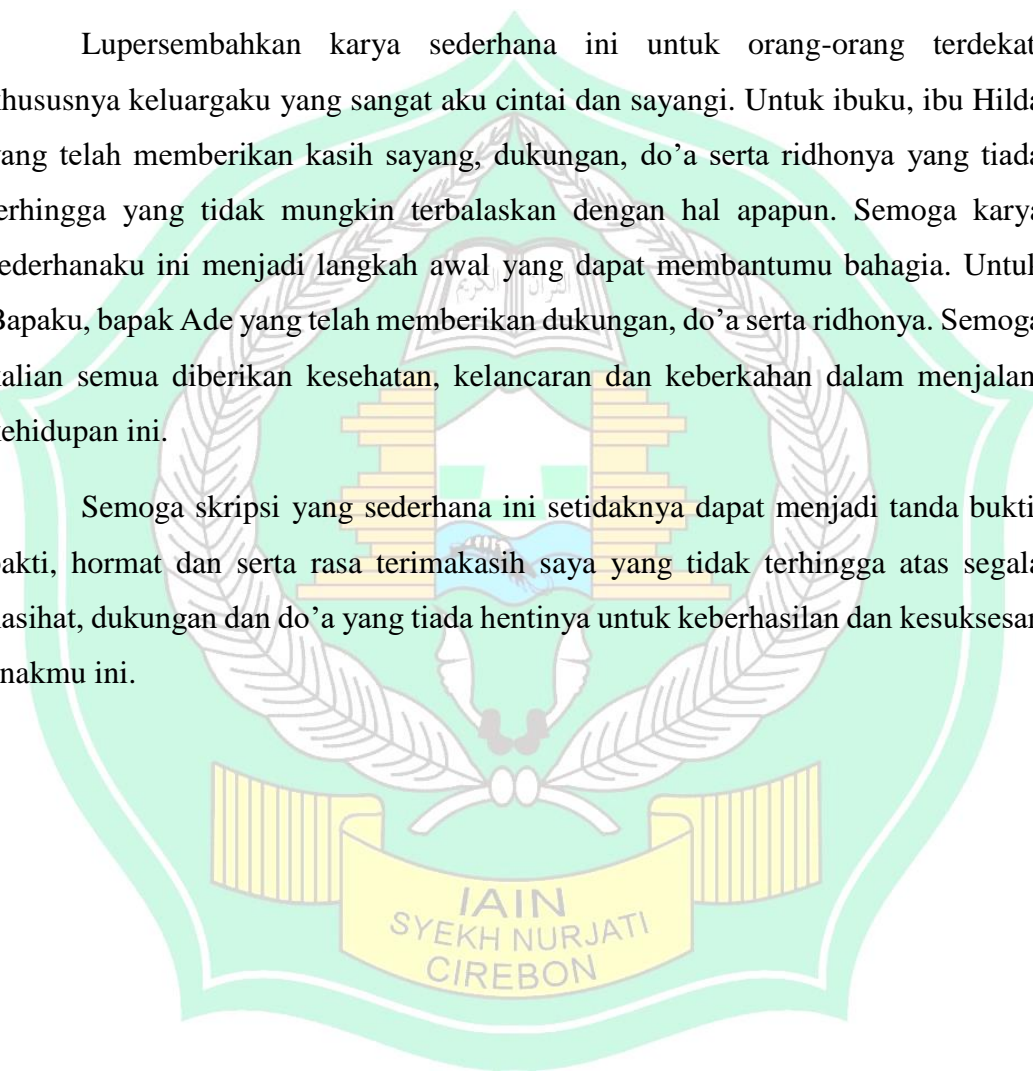 Lupersembahkan karya sederhana ini untuk orang-orang terdekat
khususnya keluargaku yang sangat aku cintai dan sayangi. Untuk ibuku, ibu Hilda
yang telah memberikan kasih sayang, dukungan, do’a serta ridhonya yang tiada
terhingga yang tidak mungkin terbalaskan dengan hal apapun. Semoga karya
sederhanaku ini menjadi langkah awal yang dapat membantumu bahagia. Untuk
Bapaku, bapak Ade yang telah memberikan dukungan, do’a serta ridhonya. Semoga
kalian semua diberikan kesehatan, kelancaran dan keberkahan dalam menjalani
kehidupan ini.
Semoga skripsi yang sederhana ini setidaknya dapat menjadi tanda bukti,
bakti, hormat dan serta rasa terimakasih saya yang tidak terhingga atas segala
nasihat, dukungan dan do’a yang tiada hentinya untuk keberhasilan dan kesuksesan
anakmu ini.
القرآن الكريم
IAIN
SYEKH NURJATI
CIREBON